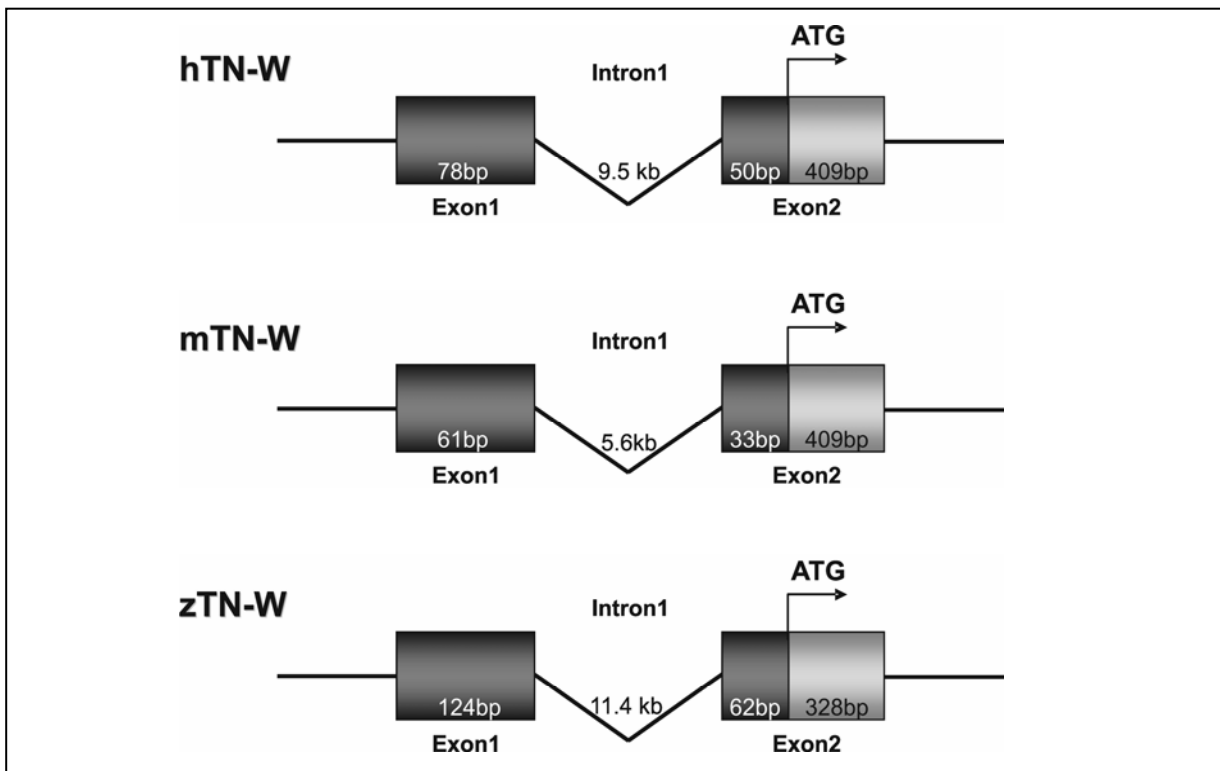 ATG
hTN-W
Intron1
9.5 kb
78bp
50bp 409bp
Exon1
Exon2
ATG
mTN-W
Intron1
5.6kb
61bp
33bp 409bp
Exon1
Exon2
ATG
zTN-W
Intron1
11.4 kb
124bp
62bp 328bp
Exon1
Exon2